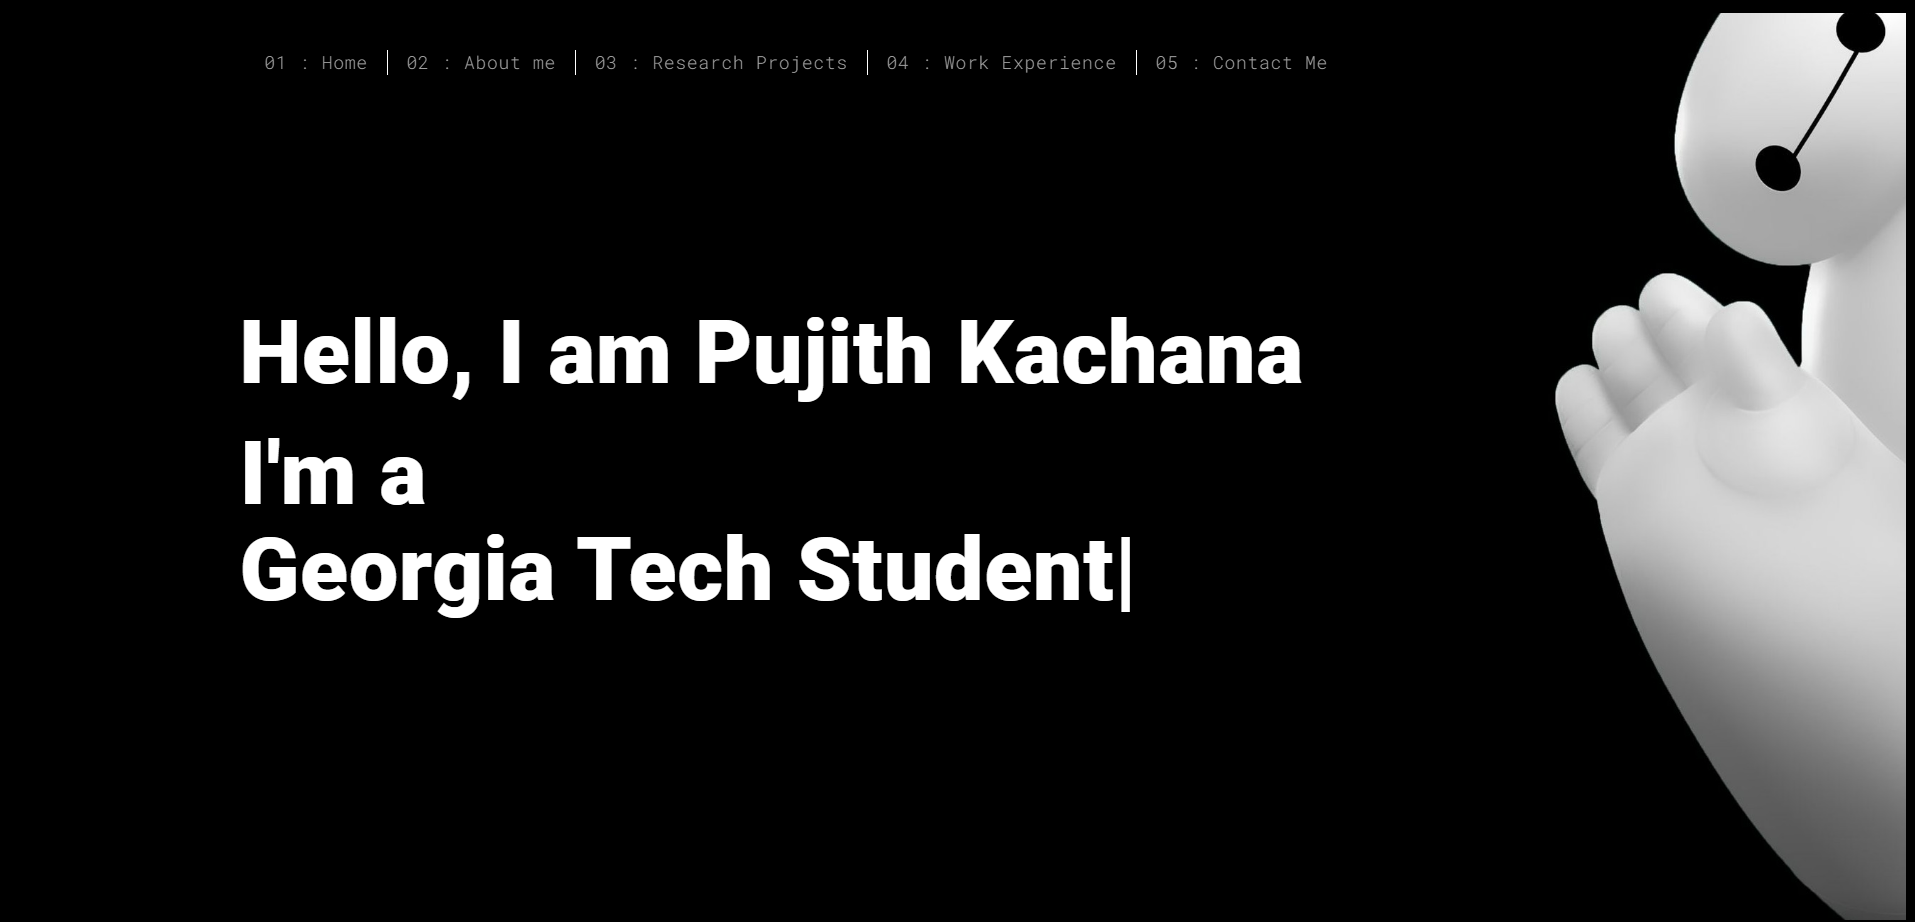 01 : Home | 02 : About me | 03 : Research Projects | 04 : Work Experience | 05 : Contact Me
Hello, I am Pujith Kachana
I'm a
Georgia Tech Student|